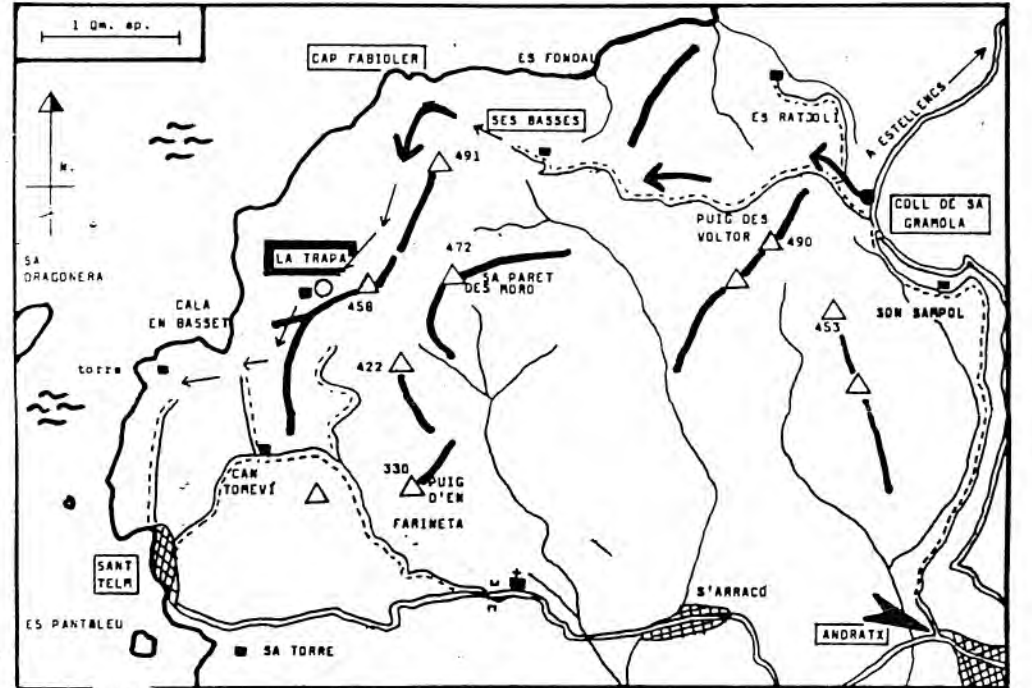 1 Qm. ap.
CAP FABIOLER
ES FONDAL
N.
SES BASSES
ES RATJOLÍ
A ESTELLENCS
491
COLL DE SA
GRAMOLA
PUIG DES
VOLTOR
490
472
LA TRAPA
SA PARET
DES MORO
SA
DRAGONERA
458
CALA
EN BASSET
SON SAMPOL
453
torre
422
330
CAN
TOMEVÍ
PUIG
D'EN
FARINETA
SANT
TELM
S'ARRACÓ
ES PANTALEU
SA TORRE
ANDRATX